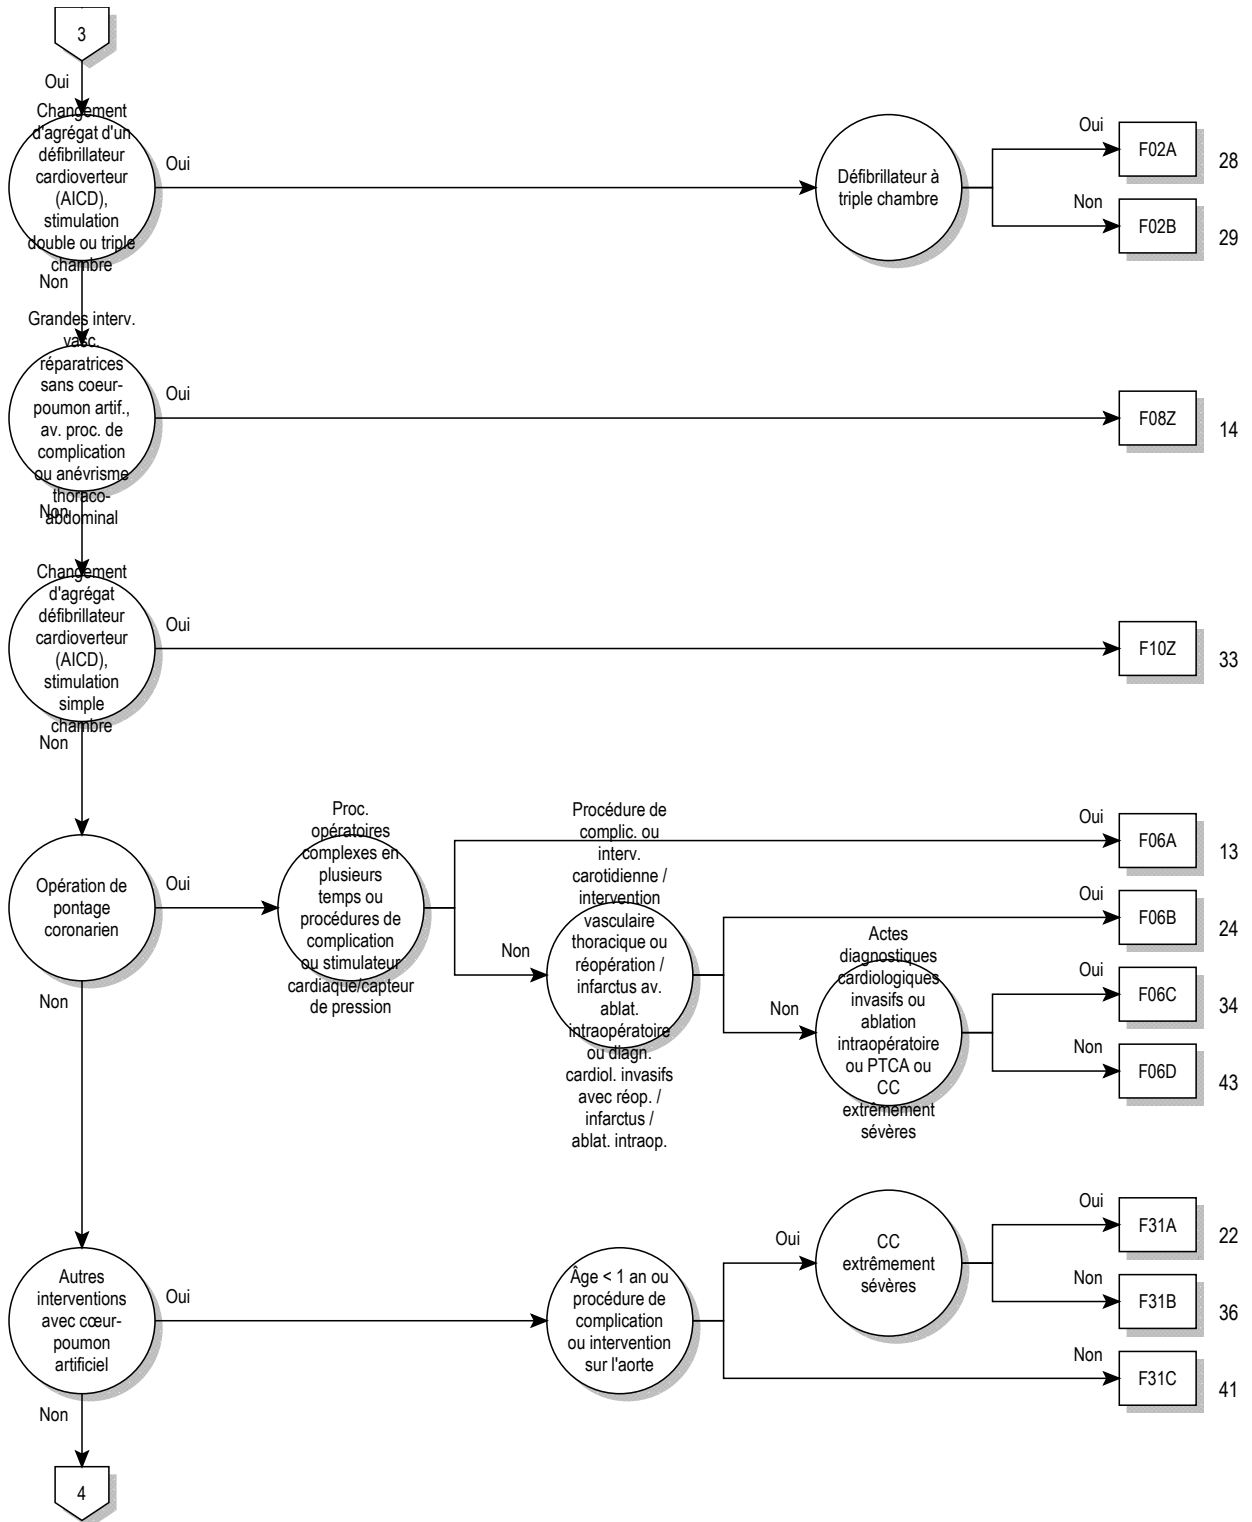 3
Oui
Changement
d'agrégat d'un
défibrillateur
cardioverteur
(AICD),
stimulation
double ou triple
chambre
Oui
Défibrillateur à
triple chambre
Oui
F02A
28
Non
F02B
29
Non
Grandes interv.
vasc.
réparatrices
sans coeur-
poumon artif.,
av. proc. de
complication
ou anévrisme
thoraco-
abdominal
Oui
F08Z
14
Non
Changement
d'agrégat
défibrillateur
cardioverteur
(AICD),
stimulation
simple
chambre
Oui
F10Z
33
Non
Opération de
pontage
coronarien
Oui
Proc.
opératoires
complexes en
plusieurs
temps ou
procédures de
complication
ou stimulateur
cardiaque/capteur
de pression
Oui
F06A
13
Non
Procédure de
complic. ou
interv.
carotidienne /
intervention
vasculaire
thoracique ou
réopération /
infarctus av.
ablat.
intraopératoire
ou diagn.
cardiol. invasifs
avec réop. /
infarctus /
ablat. intraop.
Oui
F06B
24
Non
Actes
diagnostiques
cardiologiques
invasifs ou
ablation
intraopératoire
ou PTCA ou
CC
extrêmement
sévères
Oui
F06C
34
Non
F06D
43
Non
Autres
interventions
avec cœur-
poumon
artificiel
Oui
Âge < 1 an ou
procédure de
complication
ou intervention
sur l'aorte
Oui
CC
extrêmement
sévères
Oui
F31A
22
Non
F31B
36
Non
F31C
41
Non
4